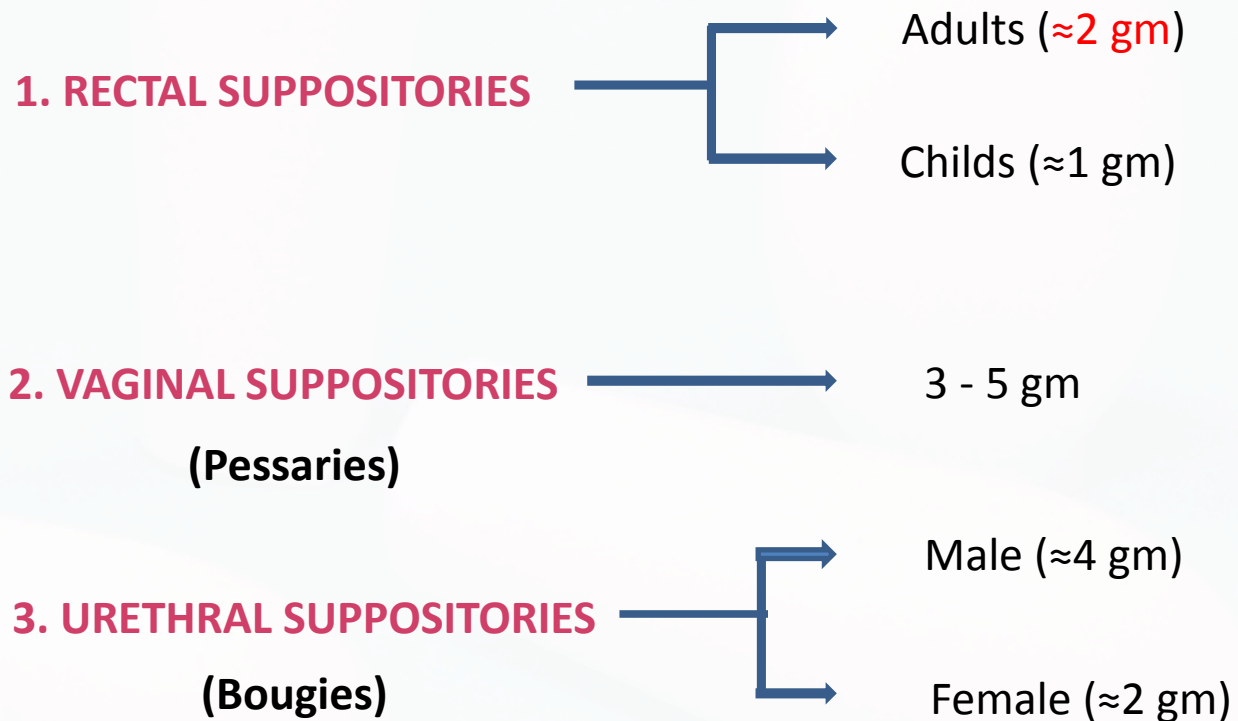 Adults (≈2 gm)
1. RECTAL SUPPOSITORIES
Childs (≈1 gm)
2. VAGINAL SUPPOSITORIES
3 - 5 gm
(Pessaries)
Male (≈4 gm)
3. URETHRAL SUPPOSITORIES
(Bougies)
Female (≈2 gm)